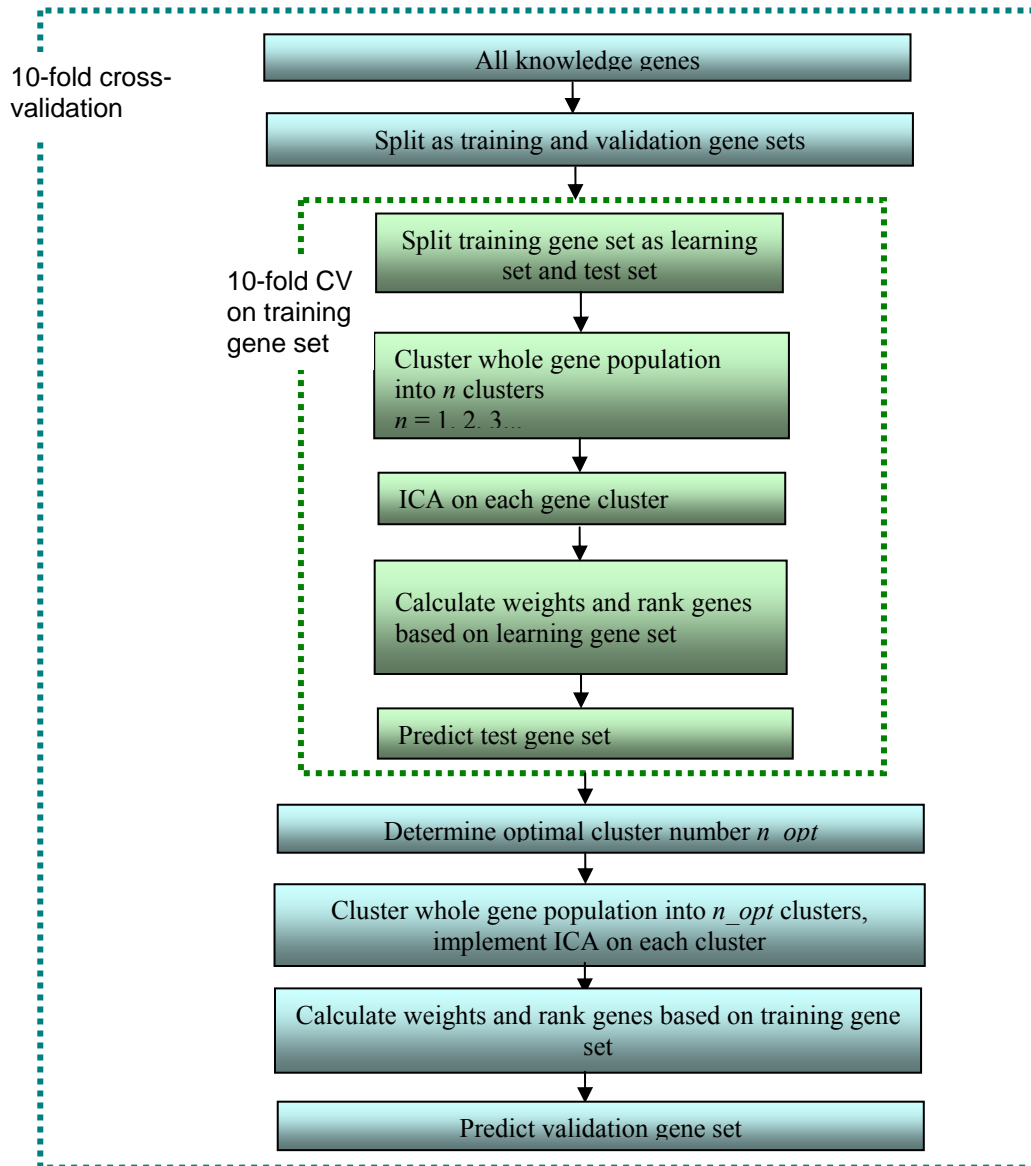 10-fold cross-
validation
All knowledge genes
Split as training and validation gene sets
10-fold CV
on training
gene set
Split training gene set as learning
set and test set
Cluster whole gene population
into n clusters
n = 1, 2, 3...
ICA on each gene cluster
Calculate weights and rank genes
based on learning gene set
Predict test gene set
Determine optimal cluster number n_opt
Cluster whole gene population into n_opt clusters,
implement ICA on each cluster
Calculate weights and rank genes based on training gene
set
Predict validation gene set